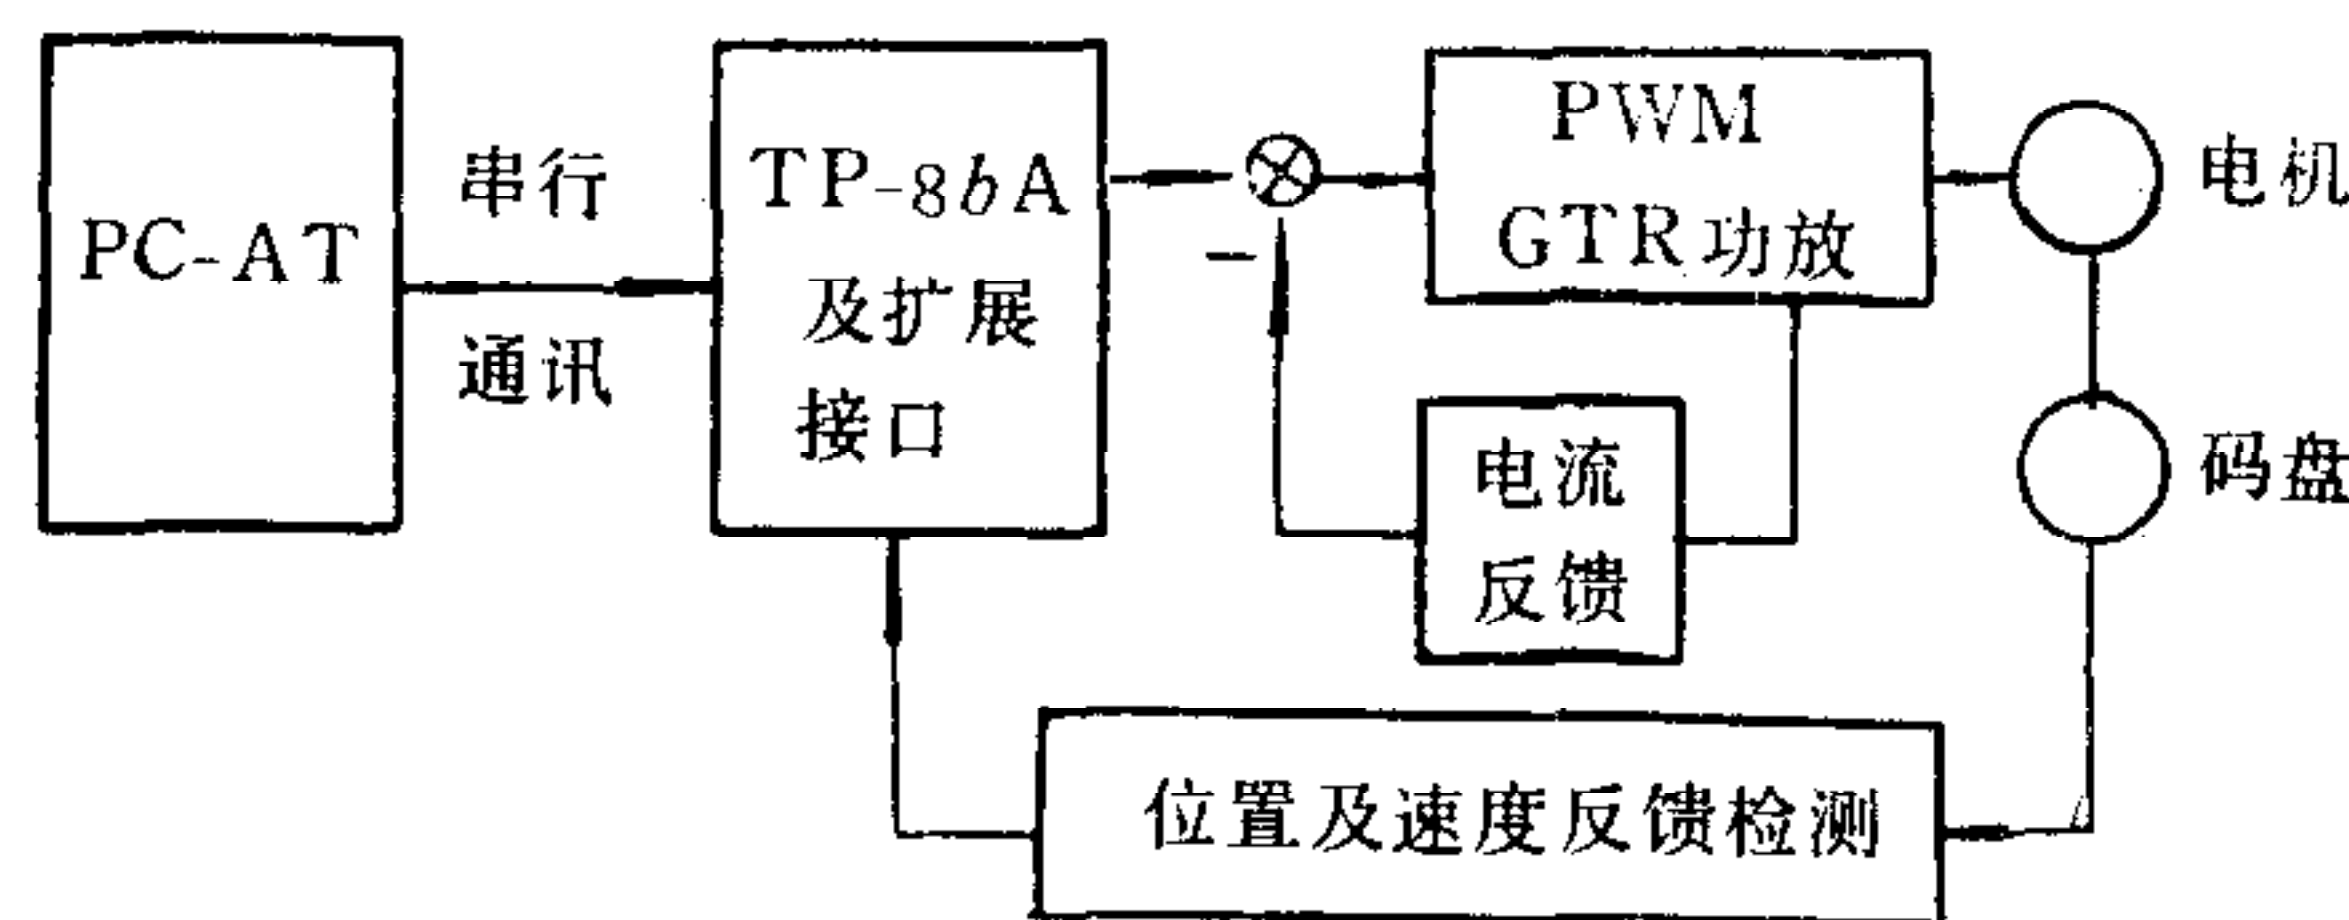 PC-AT
串行
通讯
TP-8bA
及扩展
接口
−
PWM
GTR功放
电机
码盘
电流
反馈
位置及速度反馈检测